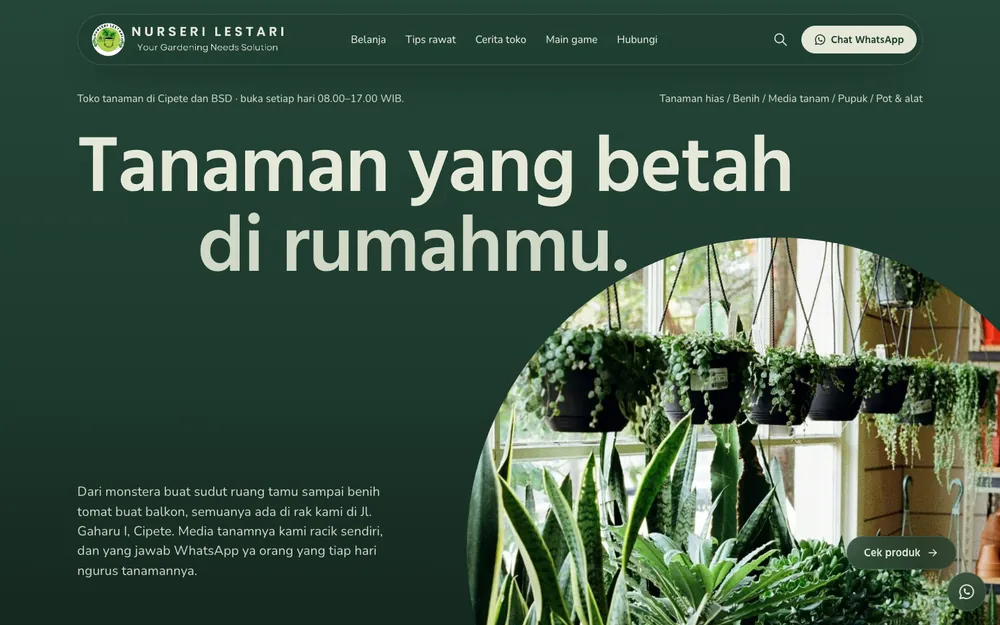 NURSERI LESTARI
Your Gardening Needs Solution
Belanja
Tips rawat
Cerita toko
Main game
Hubungi
Chat WhatsApp
Toko tanaman di Cipete dan BSD · buka setiap hari 08.00–17.00 WIB.
Tanaman hias / Benih / Media tanam / Pupuk / Pot & alat
Tanaman yang betah
di rumahmu.
Dari monstera buat sudut ruang tamu sampai benih
tomat buat balkon, semuanya ada di rak kami di Jl.
Gaharu I, Cipete. Media tanamnya kami racik sendiri,
dan yang jawab WhatsApp ya orang yang tiap hari
ngurus tanamannya.
Cek produk →